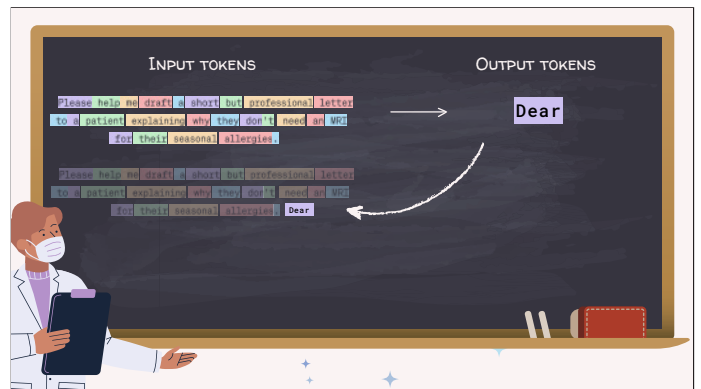 Input tokens
Output tokens
Please help me draft a short but professional letter
to a patient explaining why they don't need an MRI
for their seasonal allergies.
Dear
Please help me draft a short but professional letter
to a patient explaining why they don't need an MRI
for their seasonal allergies. Dear